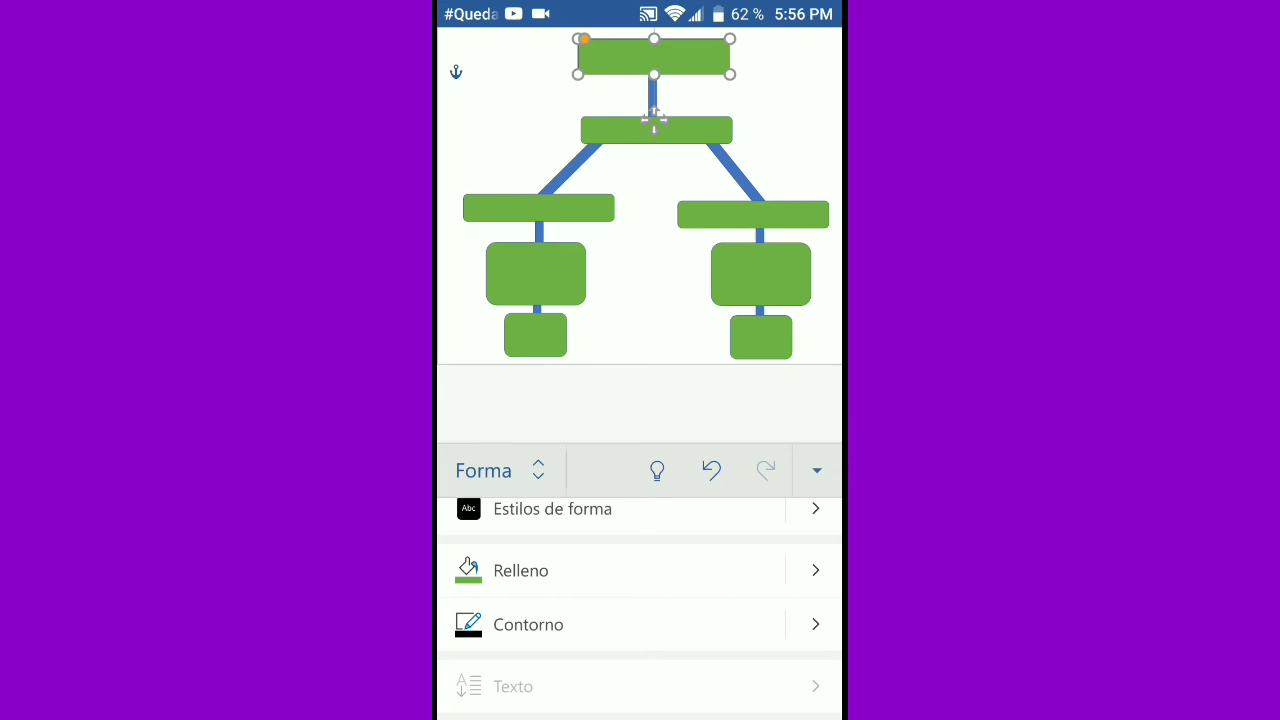 #Queda
62 %
5:56 PM
Forma
Abc
Estilos de forma
Relleno
Contorno
Texto